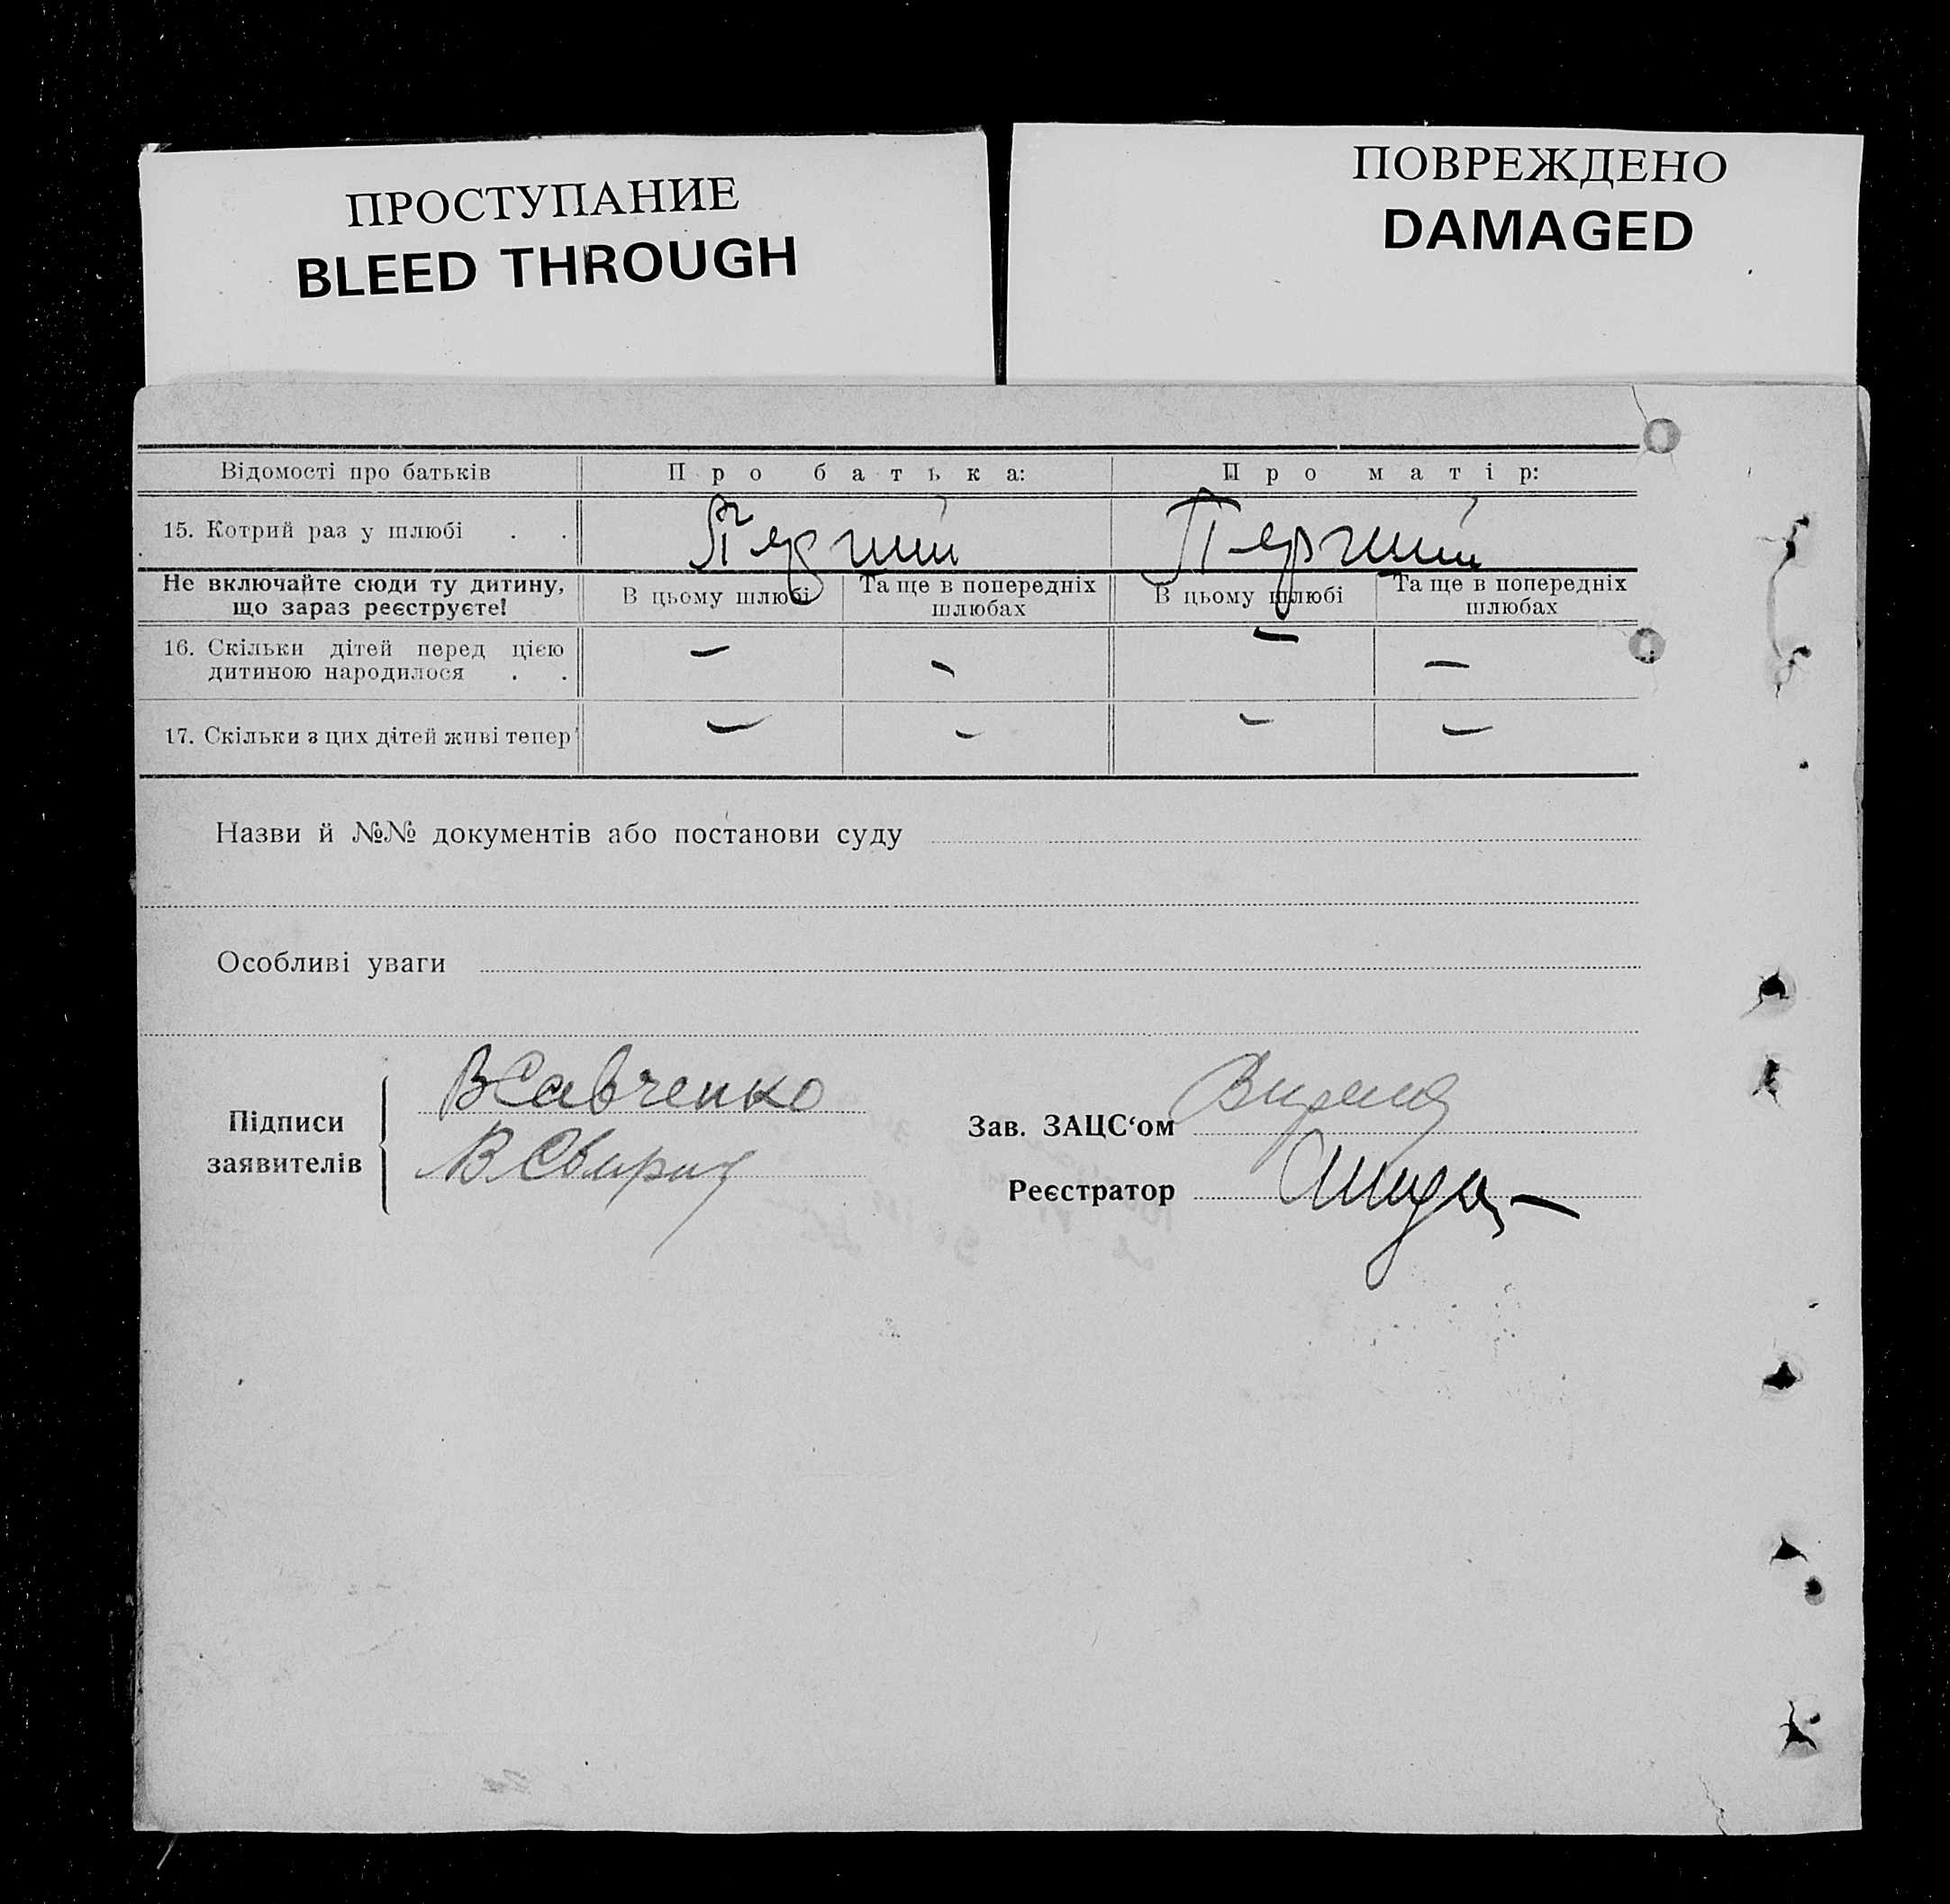 ПРОСТУПАНИЕ
BLEED THROUGH
ПОВРЕЖДЕНО
DAMAGED
Відомості про батьків Про батька: Про матір:
15. Котрий раз у шлюбі . . Перший Перший
Не включайте сюди ту дитину, що зараз реєструєте! В цьому шлюбі Та ще в попередніх шлюбах В цьому шлюбі Та ще в попередніх шлюбах
16. Скільки дітей перед цією — — — —
дитиною народилося . .
17. Скільки з цих дітей живі тепер — — — —
Назви й №№ документів або постанови суду
Особливі уваги
Підписи заявителів
ВСавченко
В Свирид
Зав. ЗАЦС‘ом
Реєстратор